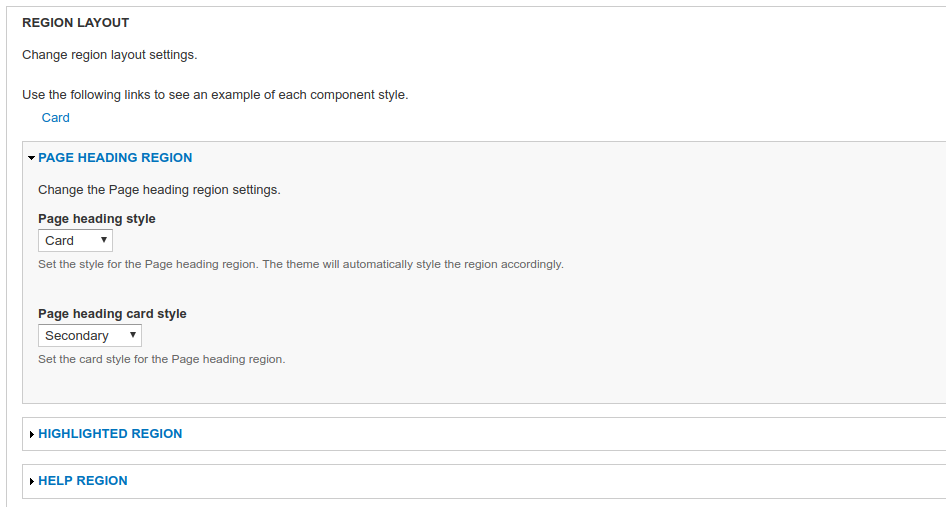 REGION LAYOUT
Change region layout settings.
Use the following links to see an example of each component style.
Card
PAGE HEADING REGION
Change the Page heading region settings.
Page heading style
Card
Set the style for the Page heading region. The theme will automatically style the region accordingly.
Page heading card style
Secondary
Set the card style for the Page heading region.
HIGHLIGHTED REGION
HELP REGION